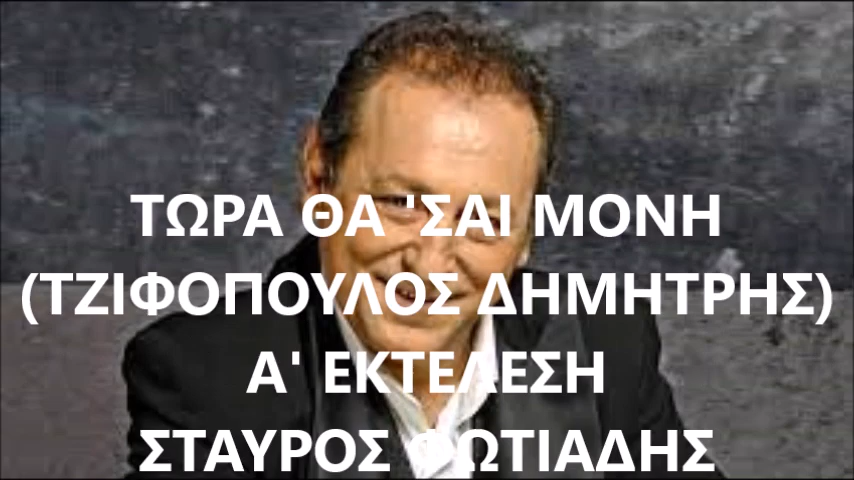 ΤΩΡΑ ΘΑ 'ΣΑΙ ΜΟΝΗ
(ΤΖΙΦΟΠΟΥΛΟΣ ΔΗΜΗΤΡΗΣ)
Α' ΕΚΤΕΛΕΣΗ
ΣΤΑΥΡΟΣ ΦΩΤΙΑΔΗΣ